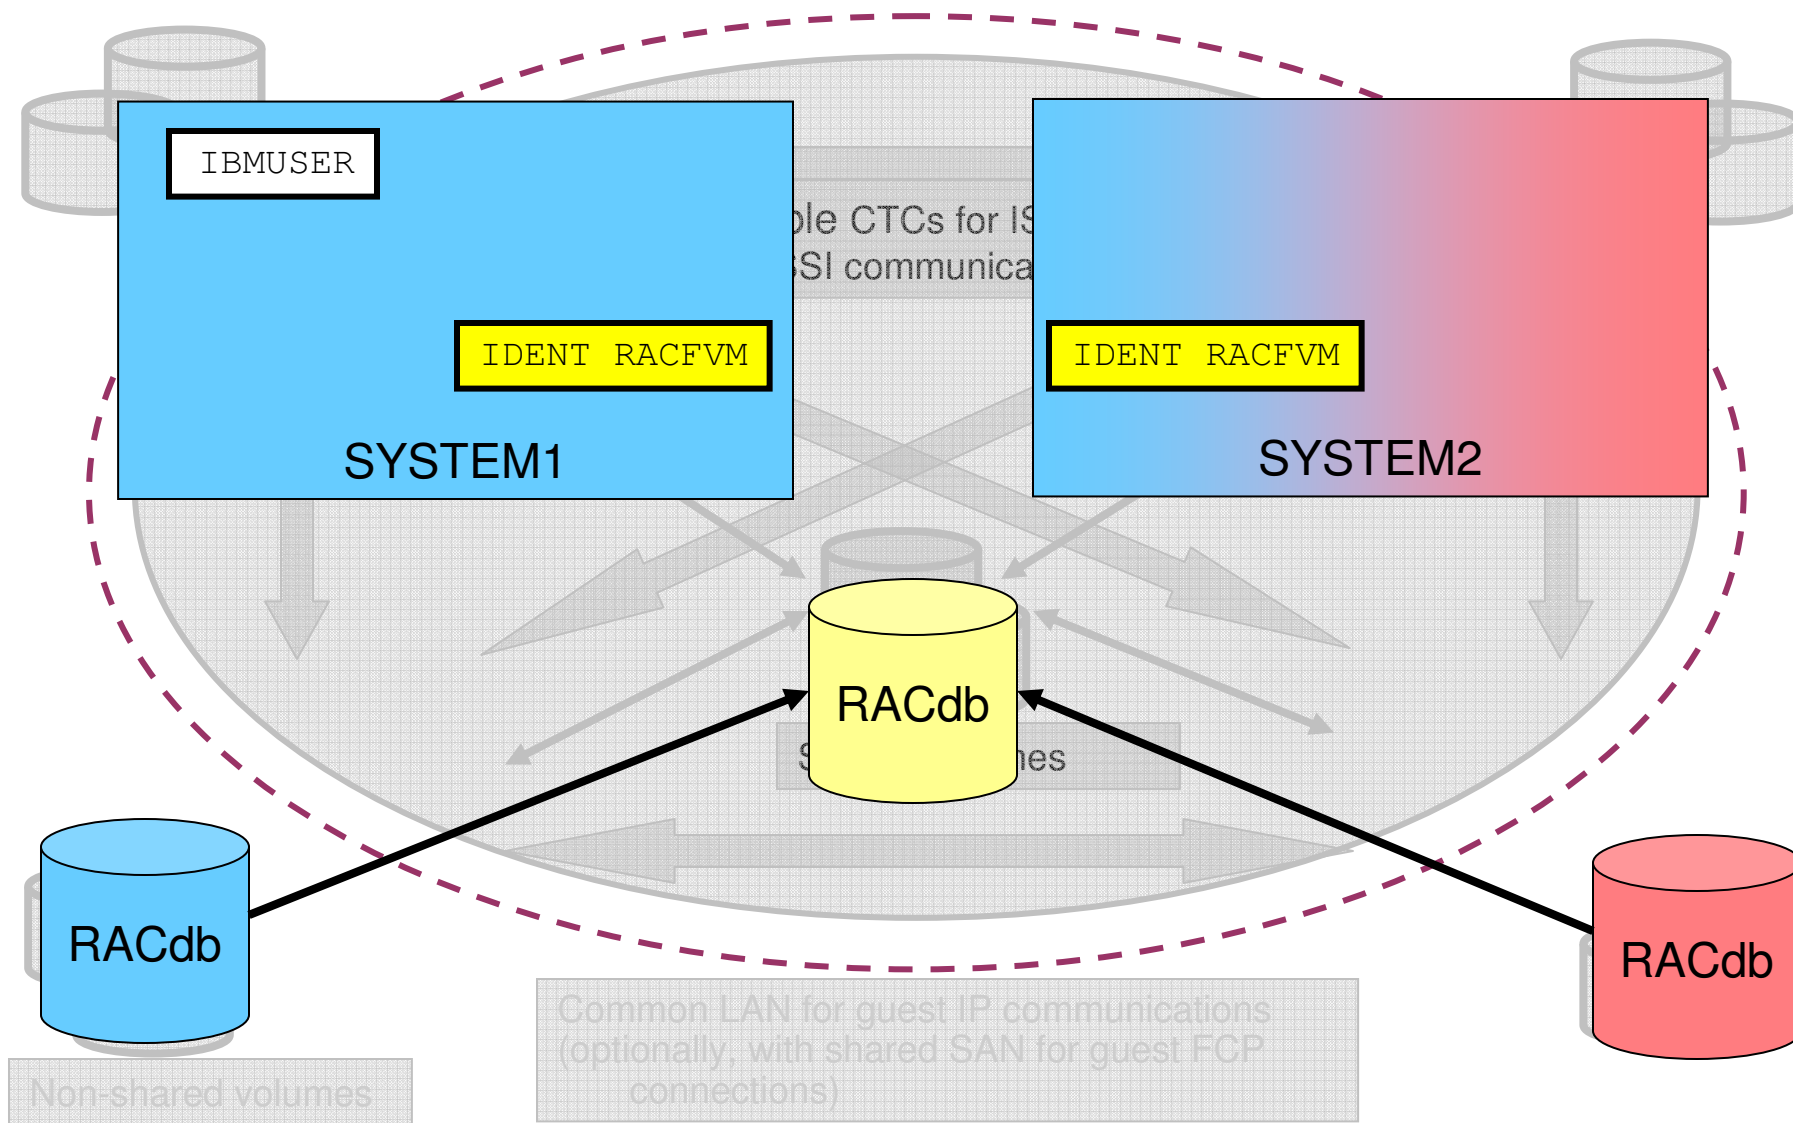 IBMUSER
ble CTCs for IS
SSI communica
IDENT RACFVM
IDENT RACFVM
SYSTEM1
SYSTEM2
RACdb
S nes
RACdb
RACdb
Common LAN for guest IP communications
(optionally, with shared SAN for guest FCP
connections)
Non-shared volumes